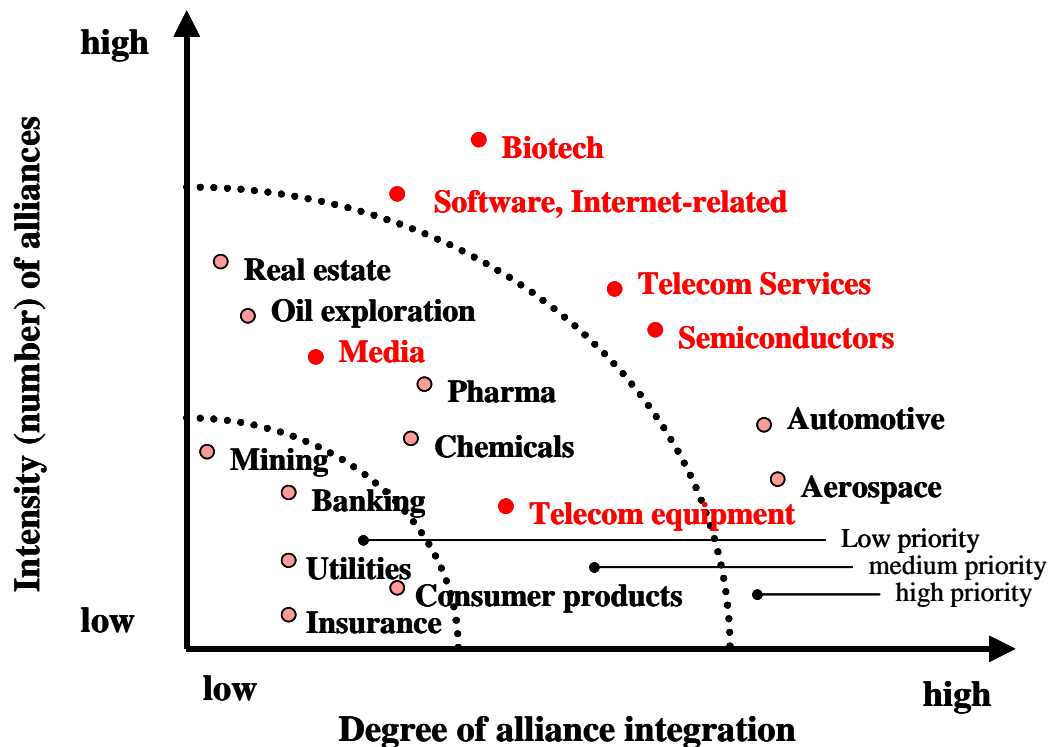 high
Intensity (number) of alliances
Biotech
Software, Internet-related
Real estate
Telecom Services
Oil exploration
Semiconductors
Media
Pharma
Automotive
Chemicals
Mining
Aerospace
Banking
Telecom equipment
Low priority
Utilities
medium priority
Consumer products
high priority
low
Insurance
low
high
Degree of alliance integration